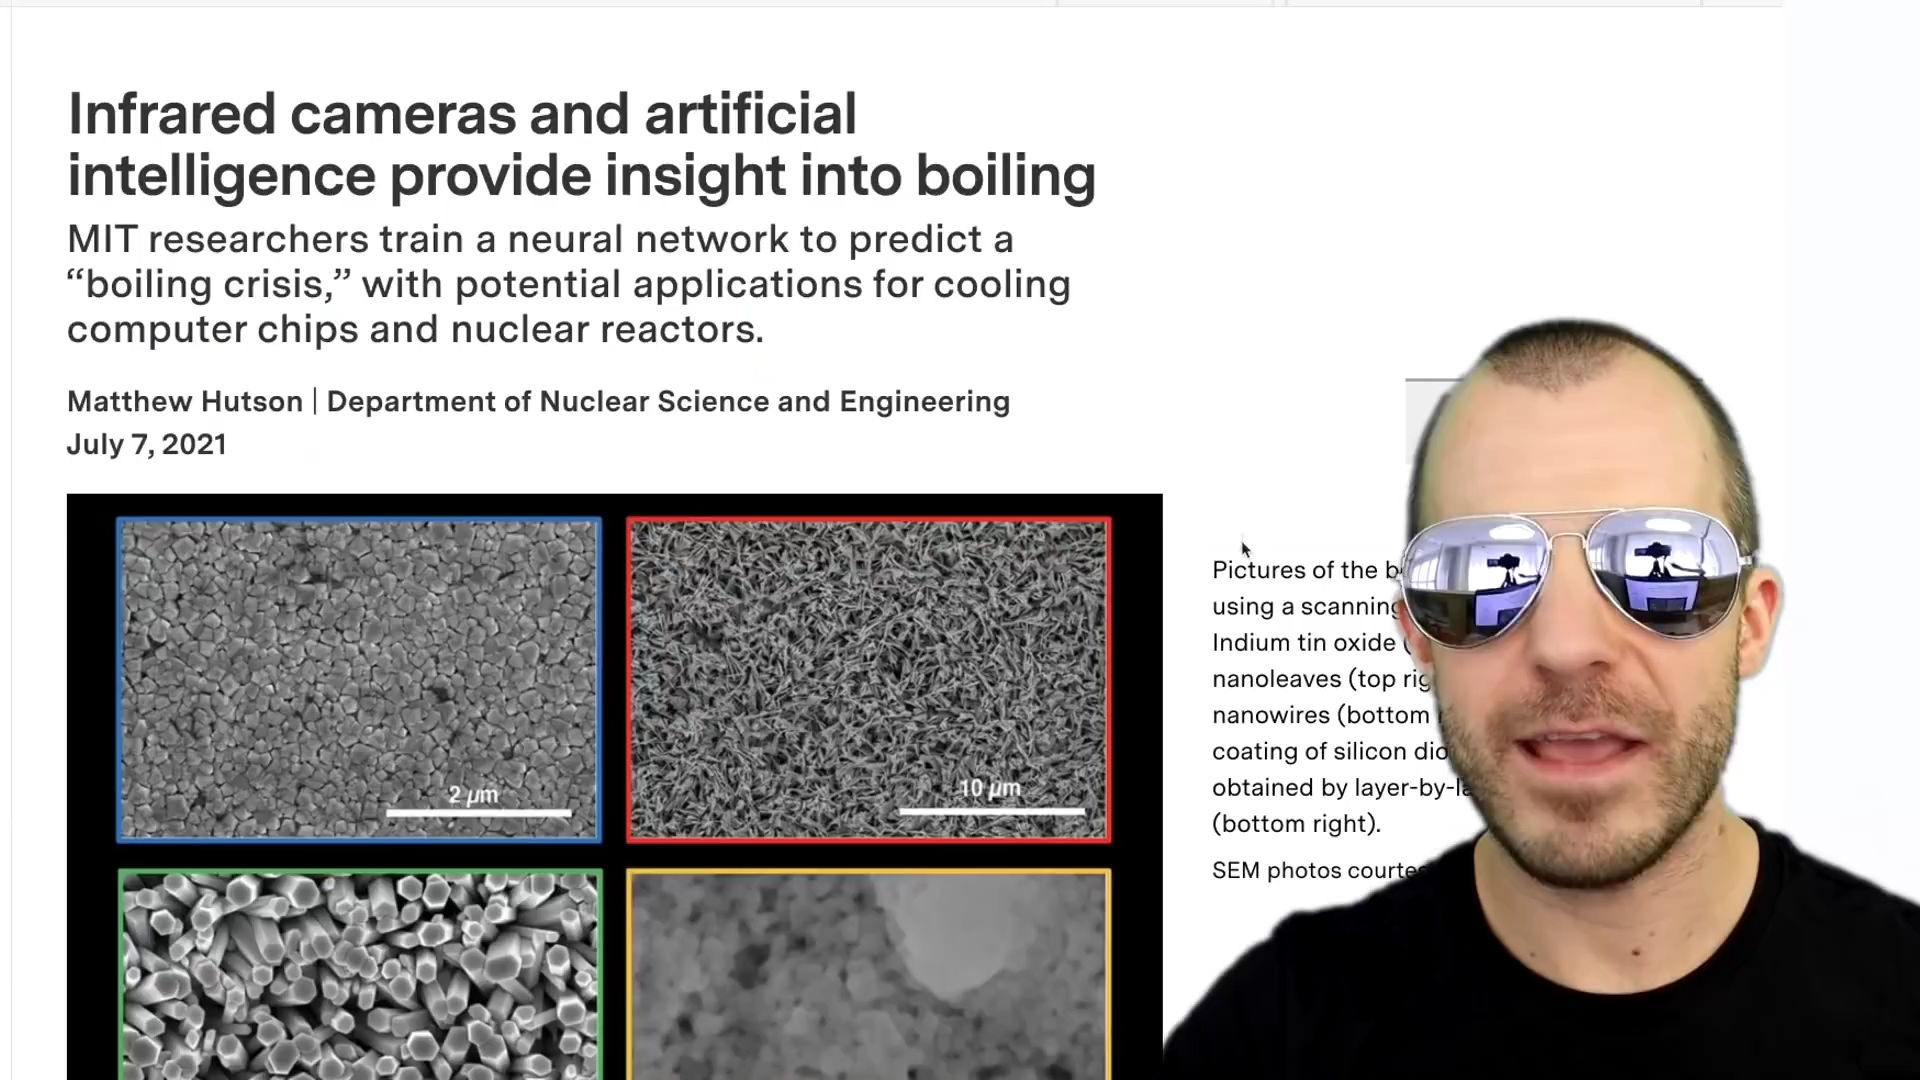 Infrared cameras and artificial
intelligence provide insight into boiling
MIT researchers train a neural network to predict a
“boiling crisis,” with potential applications for cooling
computer chips and nuclear reactors.
Matthew Hutson | Department of Nuclear Science and Engineering
July 7, 2021
2 µm
10 µm
Pictures of the
using a scanning
Indium tin oxide
nanoleaves (top
nanowires (bottom
coating of silicon
obtained by
(bottom right).
SEM photos